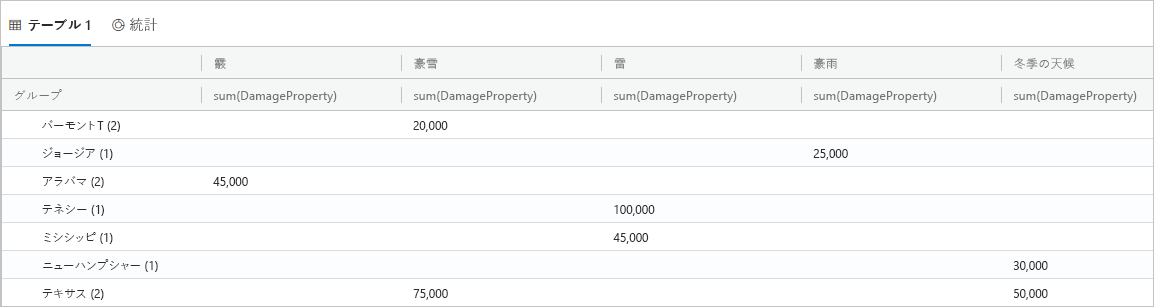 テーブル 1 統計
霰 豪雪 雷 豪雨 冬季の天候
グループ sum(DamageProperty) sum(DamageProperty) sum(DamageProperty) sum(DamageProperty) sum(DamageProperty)
バーモントT (2) 20,000
ジョージア (1) 25,000
アラバマ (2) 45,000
テネシー (1) 100,000
ミシシッピ (1) 45,000
ニューハンプシャー (1) 30,000
テキサス (2) 75,000 50,000